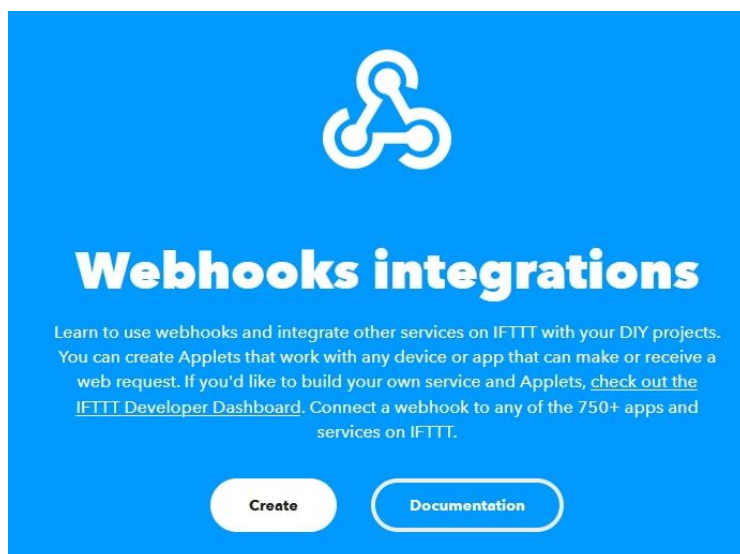 Webhooks integrations
Learn to use webhooks and integrate other services on IFTTT with your DIY projects.
You can create Applets that work with any device or app that can make or receive a
web request. If you'd like to build your own service and Applets, check out the
IFTTT Developer Dashboard. Connect a webhook to any of the 750+ apps and
services on IFTTT.
Create
Documentation